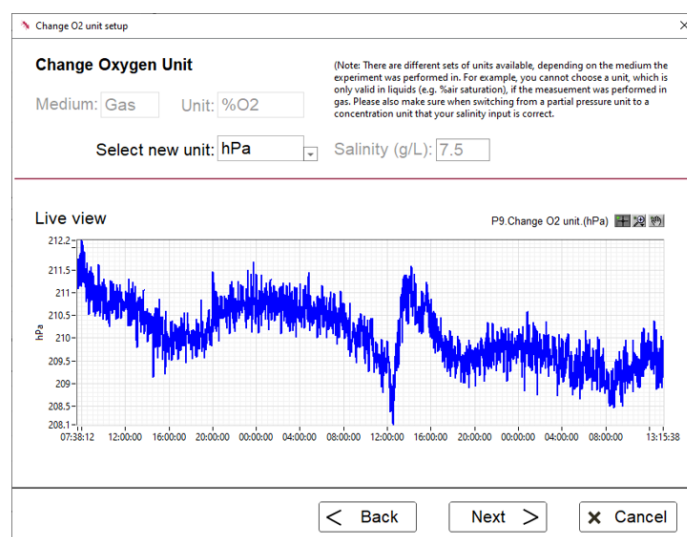 Change O2 unit setup
Change Oxygen Unit
(Note: There are different sets of units available, depending on the medium the
experiment was performed in. For example, you cannot choose a unit, which is
only valid in liquids (e.g. %air saturation), if the measuement was performed in
gas. Please also make sure when switching from a partial pressure unit to a
concentration unit that your salinity input is correct.
Medium: Gas Unit: %O2
Select new unit: hPa Salinity (g/L): 7.5
Live view
P9.Change O2 unit.(hPa)
212.2
211.5
211
210.5
210
209.5
209
208.5
208.1
hPa
07:38:12 12:00:00 16:00:00 20:00:00 00:00:00 04:00:00 08:00:00 12:00:00 16:00:00 20:00:00 00:00:00 04:00:00 08:00:00 13:15:38
< Back Next > Cancel